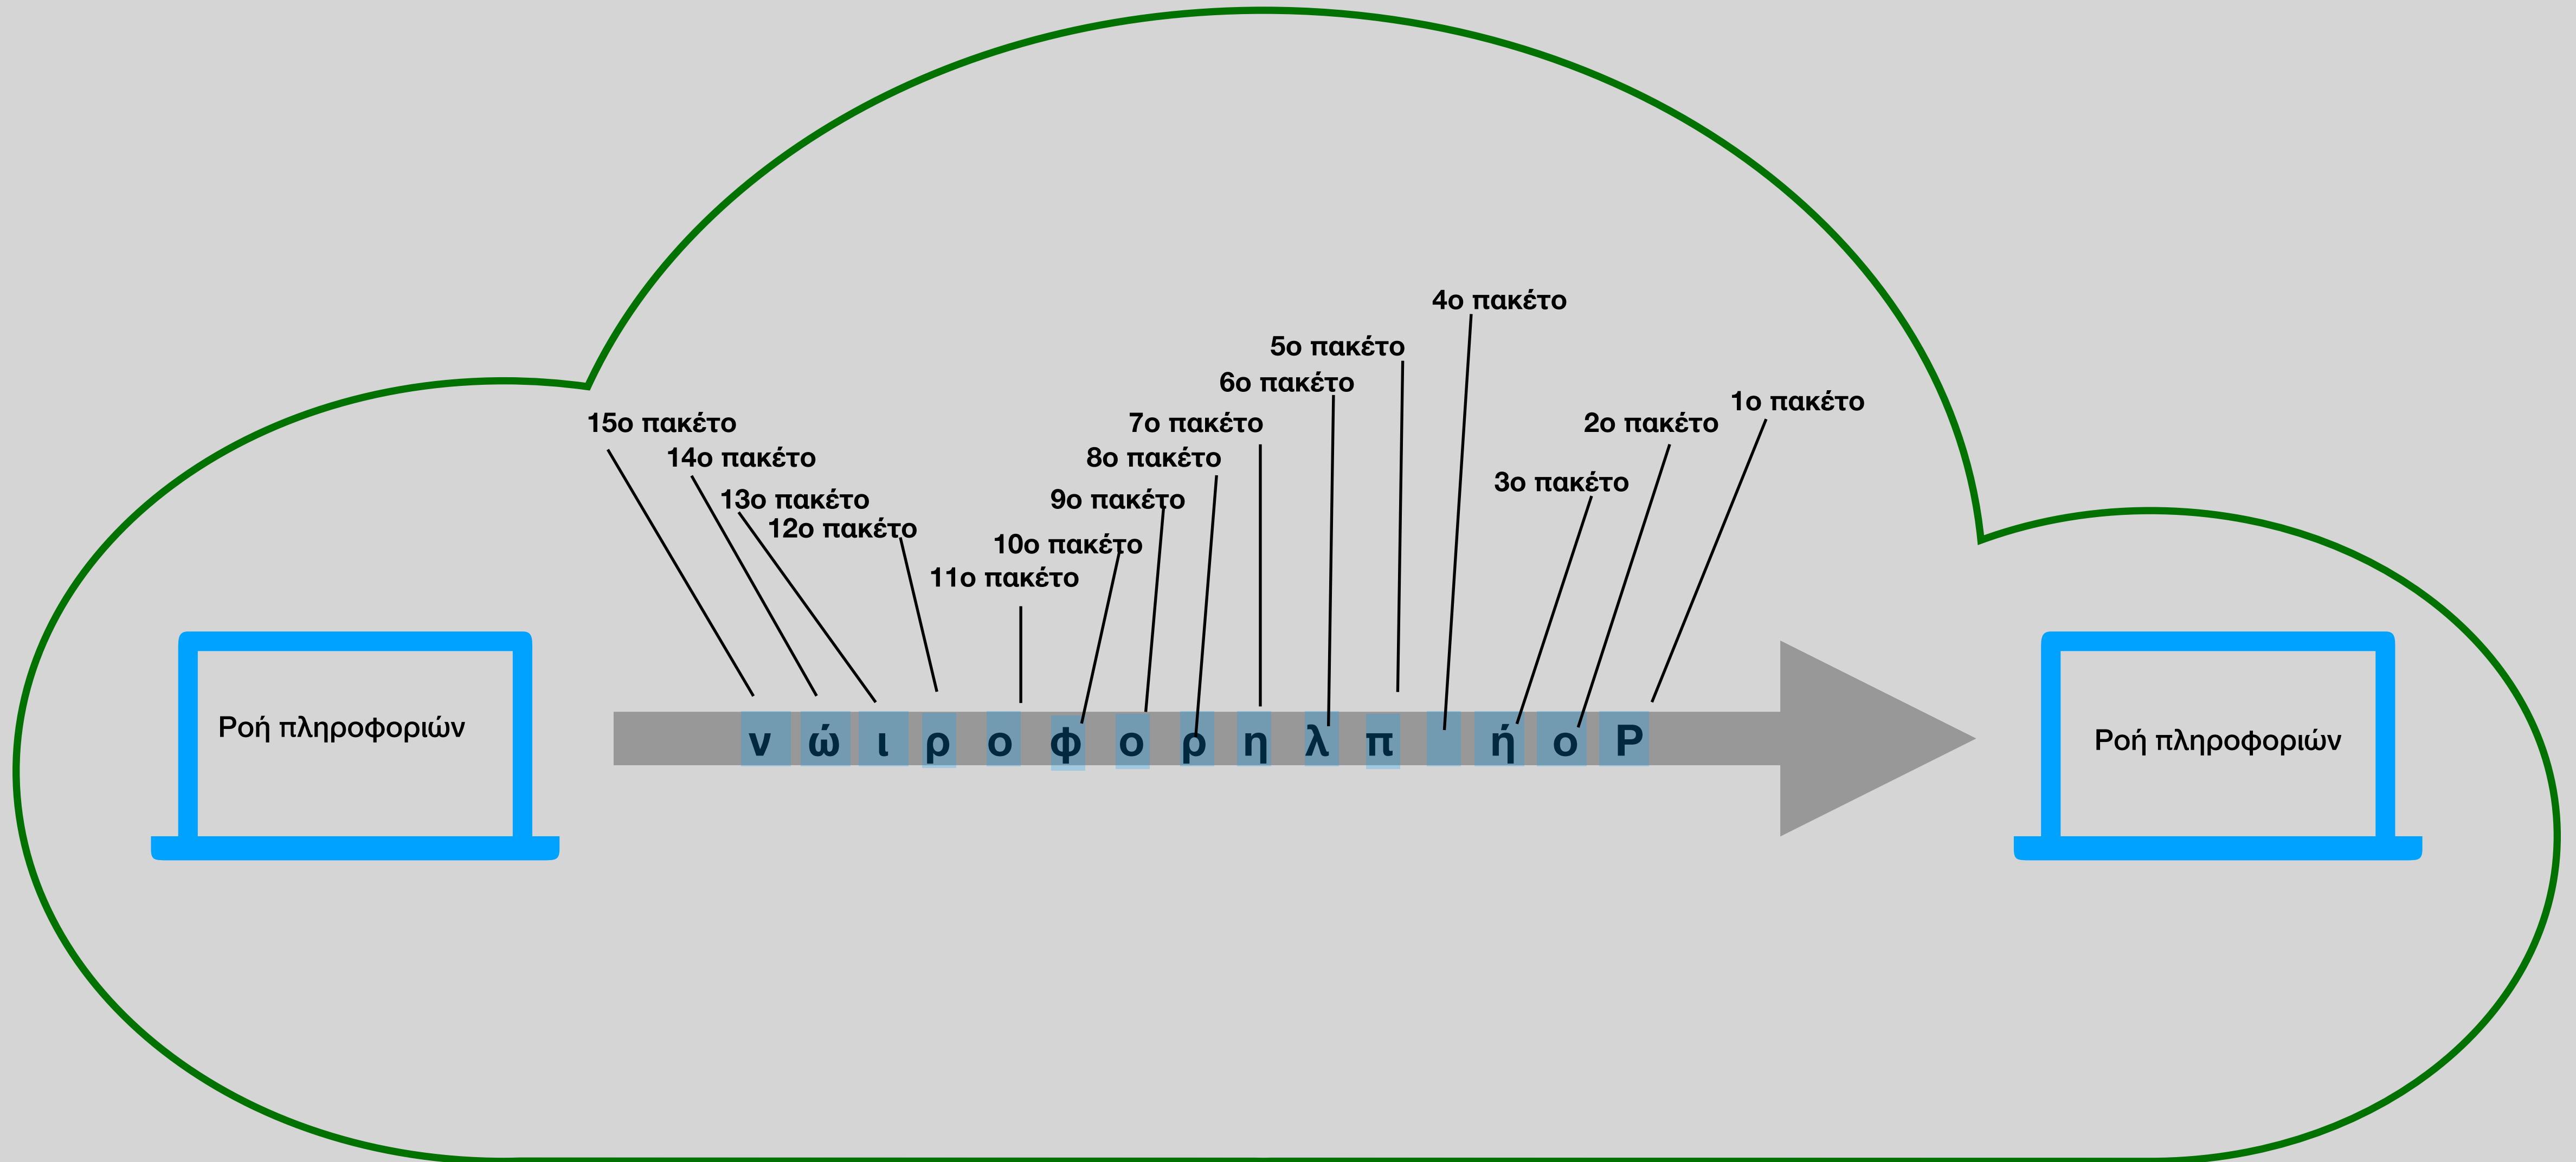 4ο πακέτο
5ο πακέτο
6ο πακέτο
1ο πακέτο
15ο πακέτο
7ο πακέτο
2ο πακέτο
14ο πακέτο
8ο πακέτο
3ο πακέτο
13ο πακέτο
9ο πακέτο
12ο πακέτο
10ο πακέτο
11ο πακέτο
Ροή πληροφοριών
ν ώ ι ρ ο φ ο ρ η λ π ή ο Ρ
Ροή πληροφοριών